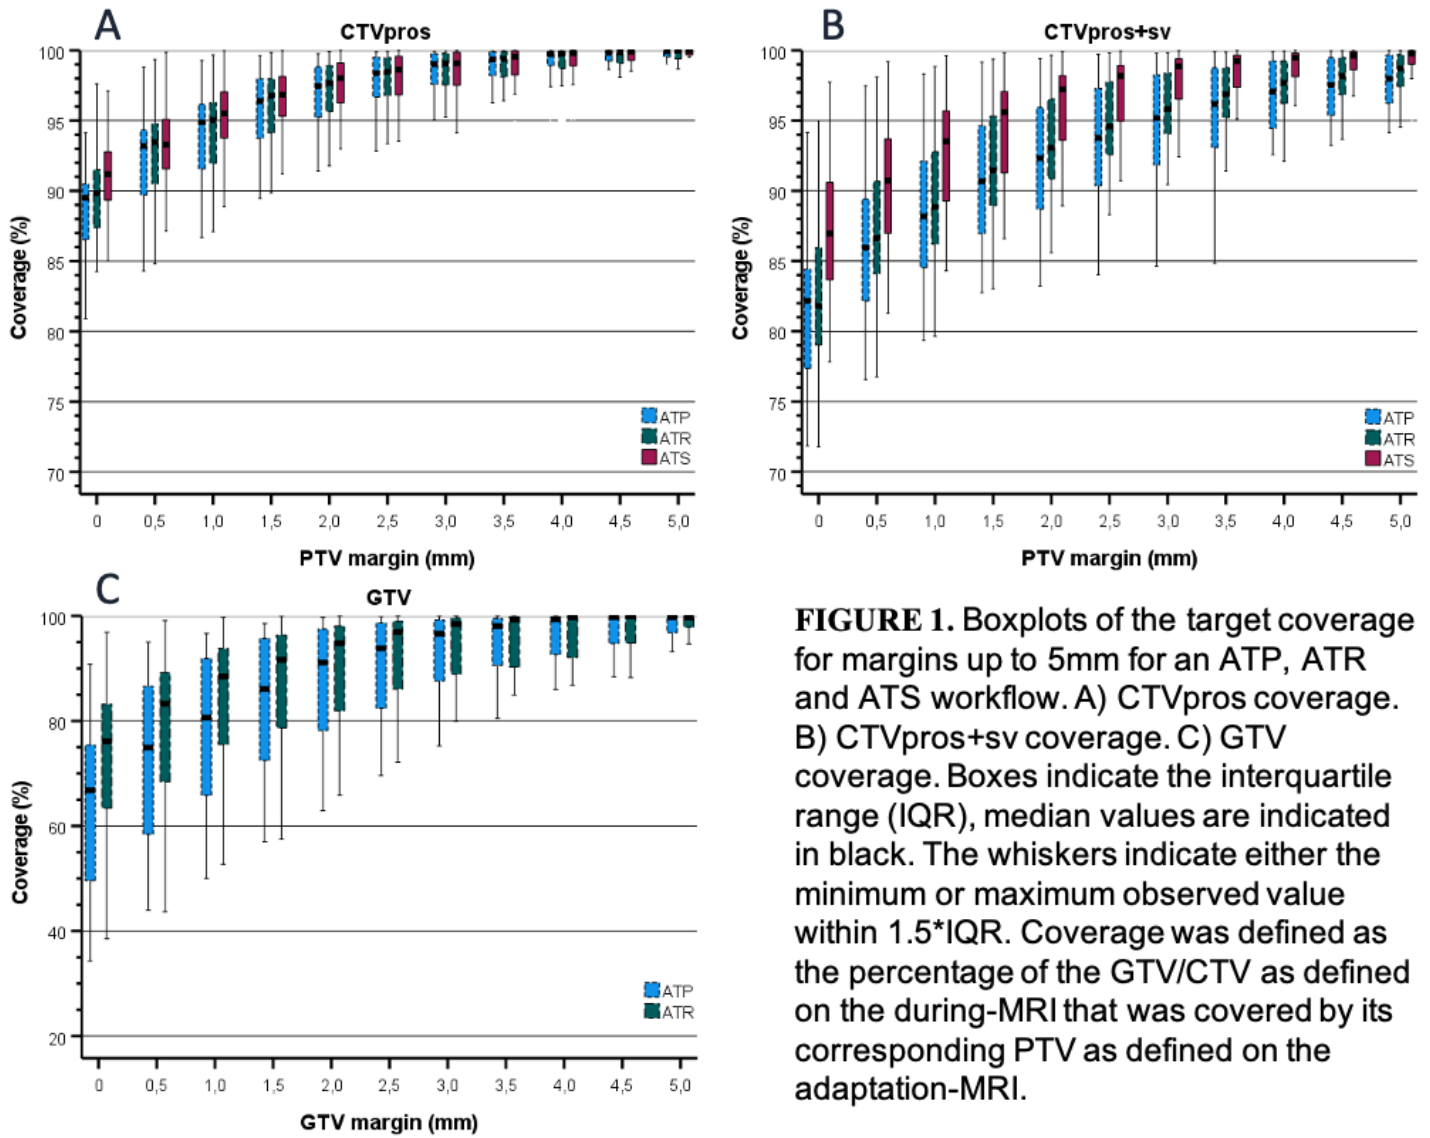 A
CTVpros
100
95
90
85
80
75
70
Coverage (%)
ATP
ATR
ATS
0 0,5 1,0 1,5 2,0 2,5 3,0 3,5 4,0 4,5 5,0
PTV margin (mm)
B
CTVpros+sv
100
95
90
85
80
75
70
Coverage (%)
ATP
ATR
ATS
0 0,5 1,0 1,5 2,0 2,5 3,0 3,5 4,0 4,5 5,0
PTV margin (mm)
C
GTV
100
80
60
40
20
Coverage (%)
ATP
ATR
0 0,5 1,0 1,5 2,0 2,5 3,0 3,5 4,0 4,5 5,0
GTV margin (mm)
FIGURE 1. Boxplots of the target coverage
for margins up to 5mm for an ATP, ATR
and ATS workflow. A) CTVpros coverage.
B) CTVpros+sv coverage. C) GTV
coverage. Boxes indicate the interquartile
range (IQR), median values are indicated
in black. The whiskers indicate either the
minimum or maximum observed value
within 1.5*IQR. Coverage was defined as
the percentage of the GTV/CTV as defined
on the during-MRI that was covered by its
corresponding PTV as defined on the
adaptation-MRI.